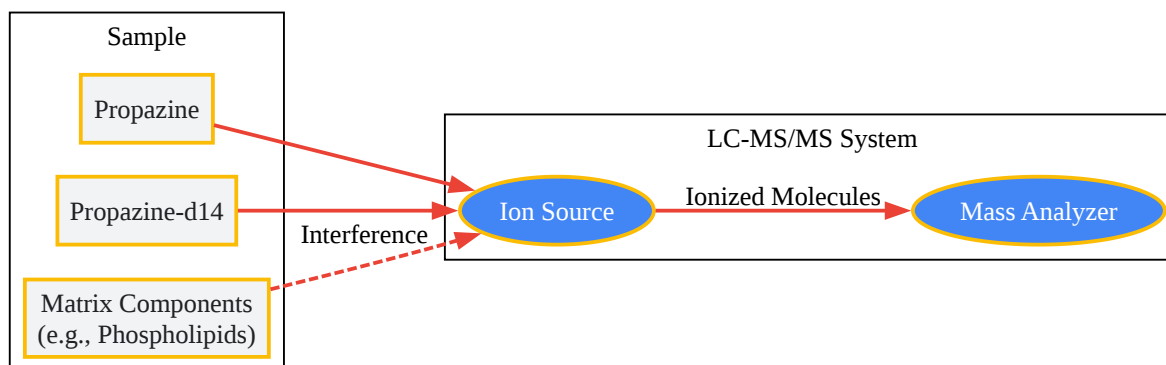 Sample
Propazine
Propazine-d14
Matrix Components
(e.g., Phospholipids)
Interference
LC-MS/MS System
Ion Source
Ionized Molecules
Mass Analyzer